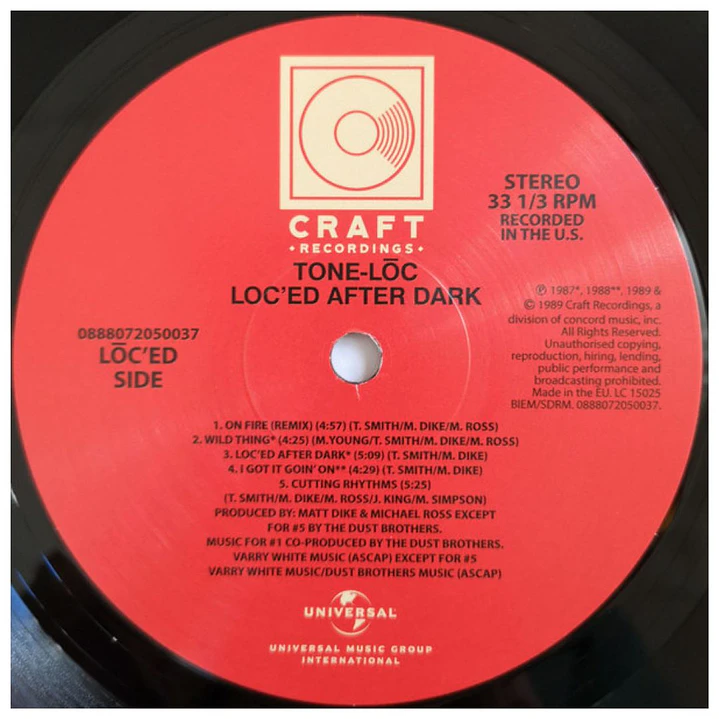 CRAFT
• RECORDINGS •
TONE-LŌC
LOC'ED AFTER DARK
STEREO
33 1/3 RPM
RECORDED
IN THE U.S.
℗ 1987*, 1988**, 1989 &
© 1989 Craft Recordings, a
division of concord music, inc.
All Rights Reserved.
Unauthorised copying,
reproduction, hiring, lending,
public performance and
broadcasting prohibited.
Made in the EU. LC 15025
BIEM/SDRM. 0888072050037.
0888072050037
LŌC'ED
SIDE
1. ON FIRE (REMIX) (4:57) (T. SMITH/M. DIKE/M. ROSS)
2. WILD THING* (4:25) (M.YOUNG/T. SMITH/M. DIKE/M. ROSS)
3. LOC'ED AFTER DARK* (5:09) (T. SMITH/M. DIKE)
4. I GOT IT GOIN' ON** (4:29) (T. SMITH/M. DIKE)
5. CUTTING RHYTHMS (5:25)
(T. SMITH/M. DIKE/M. ROSS/J. KING/M. SIMPSON)
PRODUCED BY: MATT DIKE & MICHAEL ROSS EXCEPT
FOR #5 BY THE DUST BROTHERS.
MUSIC FOR #1 CO-PRODUCED BY THE DUST BROTHERS.
VARRY WHITE MUSIC (ASCAP) EXCEPT FOR #5
VARRY WHITE MUSIC/DUST BROTHERS MUSIC (ASCAP)
UNIVERSAL
UNIVERSAL MUSIC GROUP
INTERNATIONAL